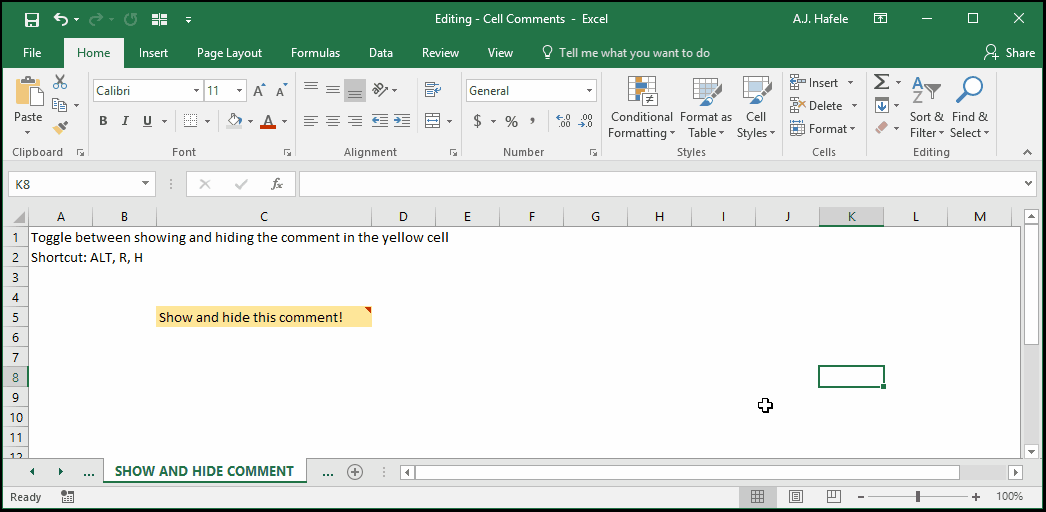 Editing - Cell Comments - Excel
A.J. Hafele
File Home Insert Page Layout Formulas Data Review View Tell me what you want to do Share
Paste
Clipboard
Calibri 11
A A
B I U A
Font
Alignment
General
$ % , .00 .0 .00
Number
Conditional Formatting
Format as Table
Cell Styles
Styles
Insert
Delete
Format
Cells
Σ
A Z
Sort & Filter
Find & Select
Editing
K8
fx
A B C D E F G H I J K L M
1 Toggle between showing and hiding the comment in the yellow cell
2 Shortcut: ALT, R, H
3
4
5 Show and hide this comment!
6
7
8
9
10
11
12
... SHOW AND HIDE COMMENT ...
Ready
100%